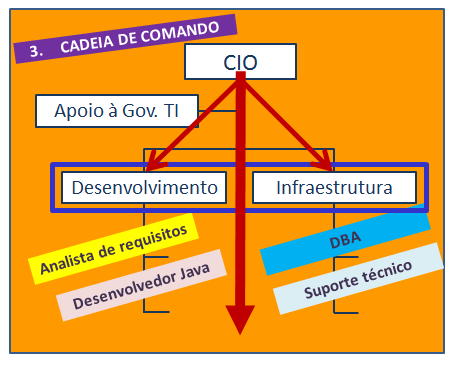 3. CADEIA DE COMANDO
CIO
Apoio à Gov. TI
Desenvolvimento
Infraestrutura
Analista de requisitos
DBA
Desenvolvedor Java
Suporte técnico